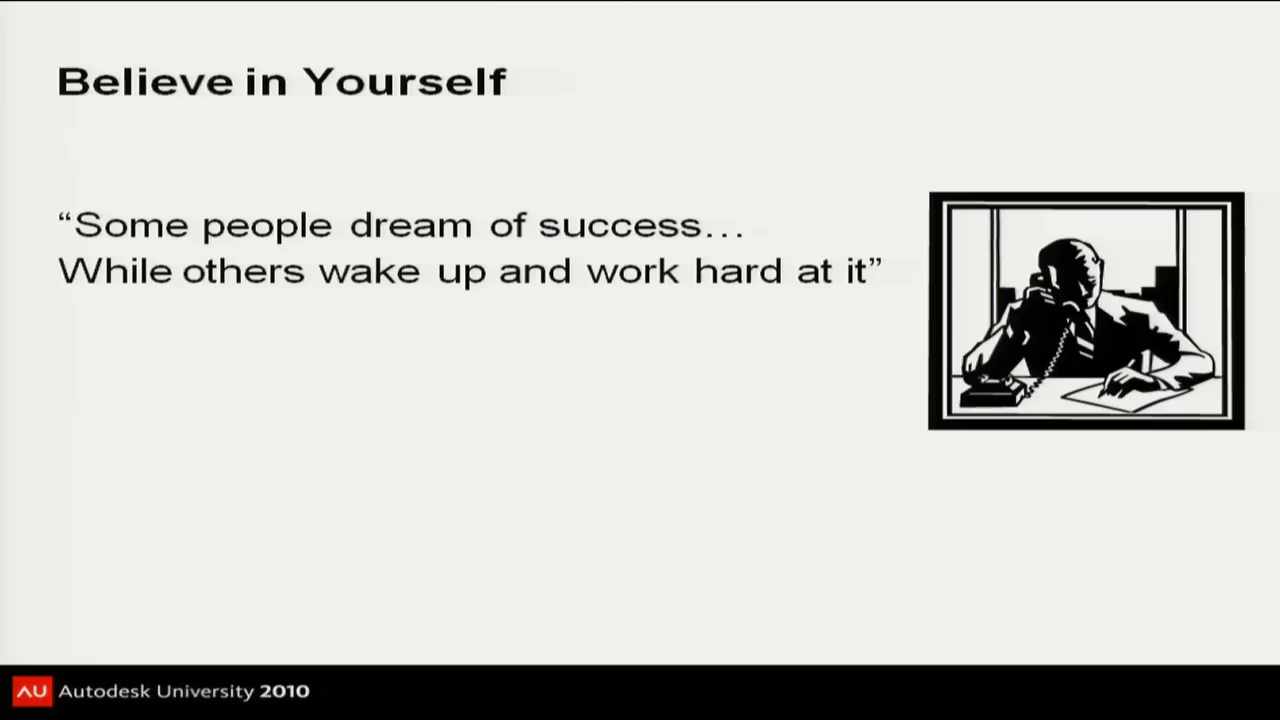 Believe in Yourself
“Some people dream of success…
While others wake up and work hard at it”
AU Autodesk University 2010